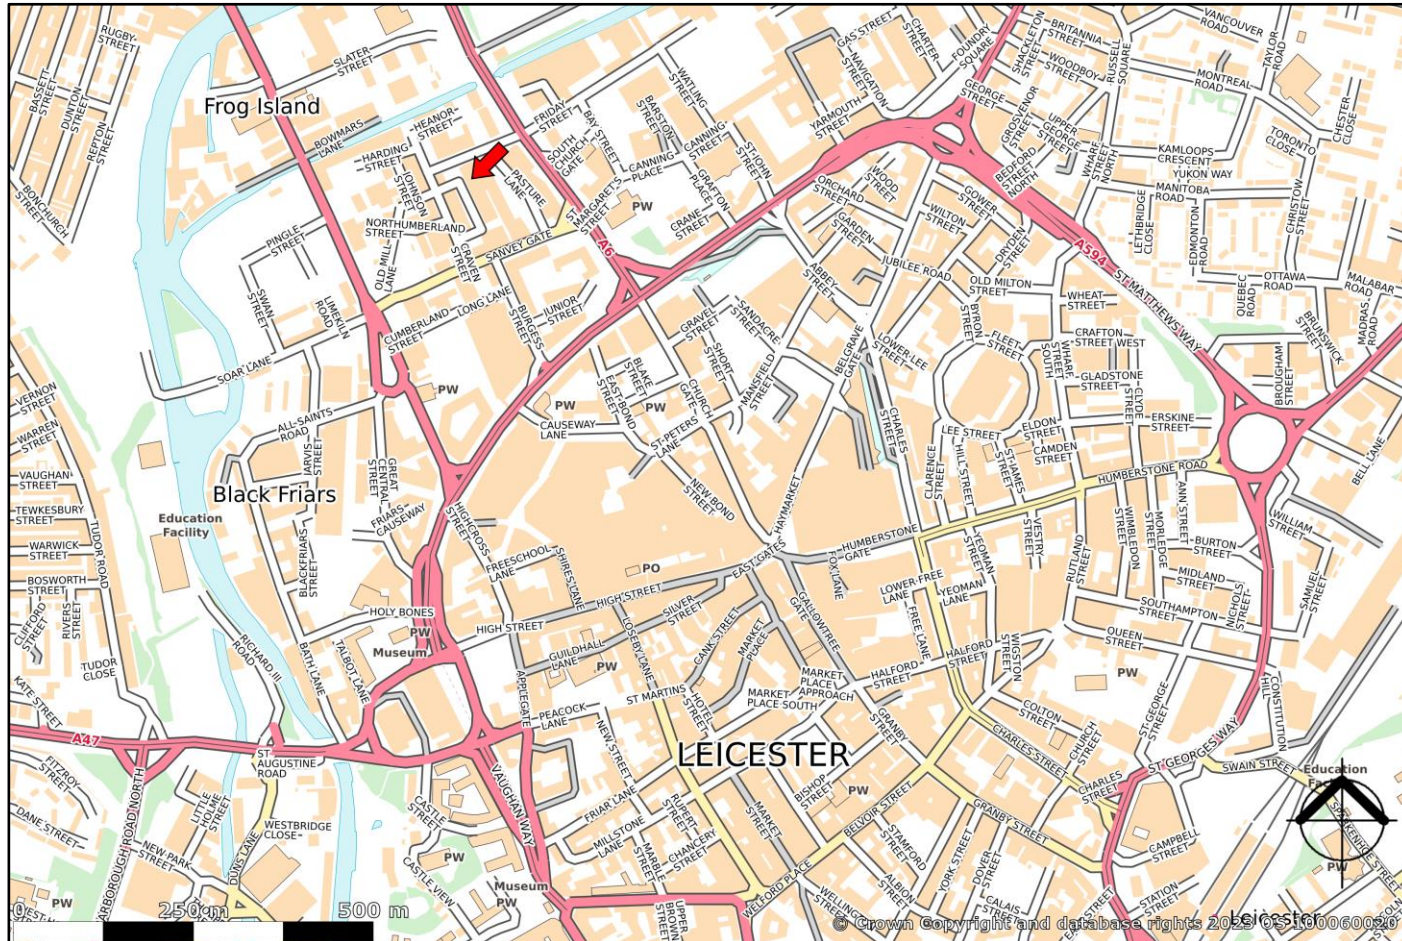 RUGBY
STREET
SLATER
STREET
BASSETT
STREET
DUNTON
STREET
REPTON
STREET
BONCHURCH
STREET
Frog Island
BOWMARS
LANE
HEANOR
STREET
HARDING
STREET
JOHNSON
STREET
FRIDAY
STREET
SOUTH
CHURCH
GATE
BAY STREET
PASTURE
LANE
ST
MARGARET'S
STREET
NORTHUMBERLAND
STREET
OLD MILL
LANE
CRAVEN
STREET
SANVEY GATE
PINGLE
STREET
SWAN
STREET
LIMEKILN
ROAD
SOAR LANE
CUMBERLAND
STREET
LONG LANE
BURGESS
STREET
JUNIOR
STREET
WATLING
STREET
BARSTON
STREET
CANNING
STREET
CANNING
PLACE
GRAFTON
PLACE
ST JOHN
STREET
CRANE
STREET
PW
A6
GAS STREET
CHARTER
STREET
NAVIGATION
STREET
YARMOUTH
STREET
FOUNDRY
SQUARE
SHACKLETON
STREET
BRITANNIA
STREET
WOODBOY
STREET
RUSSELL
SQUARE
VANCOUVER
ROAD
TAYLOR
ROAD
MONTREAL
ROAD
GEORGE
STREET
GROSVENOR
STREET
UPPER
GEORGE
STREET
BEDFORD
STREET
NORTH
WHARF
STREET
NORTH
CHESTER
CLOSE
TORONTO
CLOSE
KAMLOOPS
CRESCENT
YUKON WAY
MANITOBA
ROAD
LETHBRIDGE
CLOSE
EDMONTON
ROAD
CHRISTOW
STREET
QUEBEC
ROAD
OTTAWA
ROAD
MALABAR
ROAD
MADRAS
ROAD
BRUNSWICK
STREET
BROUGHAM
STREET
ORCHARD
STREET
WOOD
STREET
GARDEN
STREET
GOWER
STREET
WILTON
STREET
DRYDEN
STREET
ABBEY
STREET
JUBILEE ROAD
OLD MILTON
STREET
A594
ST MATTHEWS WAY
WHEAT
STREET
CRAFTON
STREET WEST
BYRON
STREET
FLEET
STREET
WHARF
STREET
SOUTH
GLADSTONE
STREET
CLYDE
STREET
ERSKINE
STREET
LOWER LEE
STREET
BELGRAVE
GATE
GRAVEL
STREET
SANDACRE
STREET
SHORT
STREET
MANSFIELD
STREET
CHURCH
GATE
BLAKE
STREET
EAST-BOND
STREET
PW
PW
PW
CAUSEWAY
LANE
ST-PETERS
LANE
ALL-SAINTS
ROAD
JARVIS
STREET
GREAT
CENTRAL
STREET
VERNON
STREET
WARREN
STREET
VAUGHAN
STREET
TEWKESBURY
STREET
WARWICK
STREET
BOSWORTH
STREET
TUDOR ROAD
CLIFFORD
STREET
RIVERS
STREET
TUDOR
CLOSE
KATE STREET
Education
Facility
Black Friars
FRIARS
CAUSEWAY
BLACKFRIARS
STREET
HIGHCROSS
STREET
FREESCHOOL
LANE
SHIRES LANE
NEW-BOND
STREET
HAYMARKET
CHARLES
STREET
LEE STREET
CLARENCE
STREET
HILL STREET
ST JAMES
STREET
ELDON
STREET
CAMDEN
STREET
HUMBERSTONE ROAD
BELL LANE
PO
HIGH STREET
EAST GATES
HUMBERSTONE
GATE
FOX LANE
YEOMAN
STREET
VESTRY
STREET
RUTLAND
STREET
WIMBLEDON
STREET
MORLEDGE
STREET
ANN STREET
BURTON
STREET
WILLIAM
STREET
MIDLAND
STREET
SAMUEL
STREET
NICHOLS
STREET
SOUTHAMPTON
STREET
QUEEN
STREET
LOWER-FREE
LANE
YEOMAN
LANE
FREE LANE
HOLY BONES
PW
Museum
HIGH STREET
SILVER
STREET
GUILDHALL
LANE
PW
LOSEBY LANE
CANK STREET
MARKET
PLACE
GALLOWTREE
GATE
MARKET
PLACE
APPROACH
MARKET
PLACE SOUTH
HALFORD
STREET
HALFORD
STREET
WIGSTON
STREET
RICHARD III
ROAD
BATH LANE
TALBOT LANE
APPLEGATE
PEACOCK
LANE
ST MARTINS
HOTEL
STREET
NEW STREET
GRANBY
STREET
COLTON
STREET
CHARLES-STREET
CHURCH
STREET
ST-GEORGE
STREET
PW
CONSTITUTION
HILL
ST GEORGES WAY
SWAIN STREET
A47
FITZROY
STREET
DANE STREET
ST
AUGUSTINE
ROAD
LITTLE
HOLME
STREET
NARBOROUGH ROAD NORTH
NEW-PARK
STREET
DUNS LANE
WESTBRIDGE
CLOSE
CASTLE
STREET
CASTLE VIEW
PW
VAUGHAN WAY
LEICESTER
FRIAR LANE
MILLSTONE
LANE
RUPERT
STREET
MARBLE
STREET
CHANCERY
STREET
MARKET
STREET
BISHOP
STREET
PW
BELVOIR STREET
STAMFORD
STREET
ALBION
STREET
YORK STREET
DOVER
STREET
CALAIS
STREET
GRANBY STREET
CHARLES
STREET
CAMPBELL
STREET
STATION
STREET
Education
Facility
SPARKENHOE STREET
PW
LINCOLN
Museum
PW
PW
UPPER
BROWN
STREET
WELFORD PLACE
WELLINGTON
STREET
EAST STREET
Leicester
0 250 m 500 m
© Crown Copyright and database rights 2023 OS 100060020